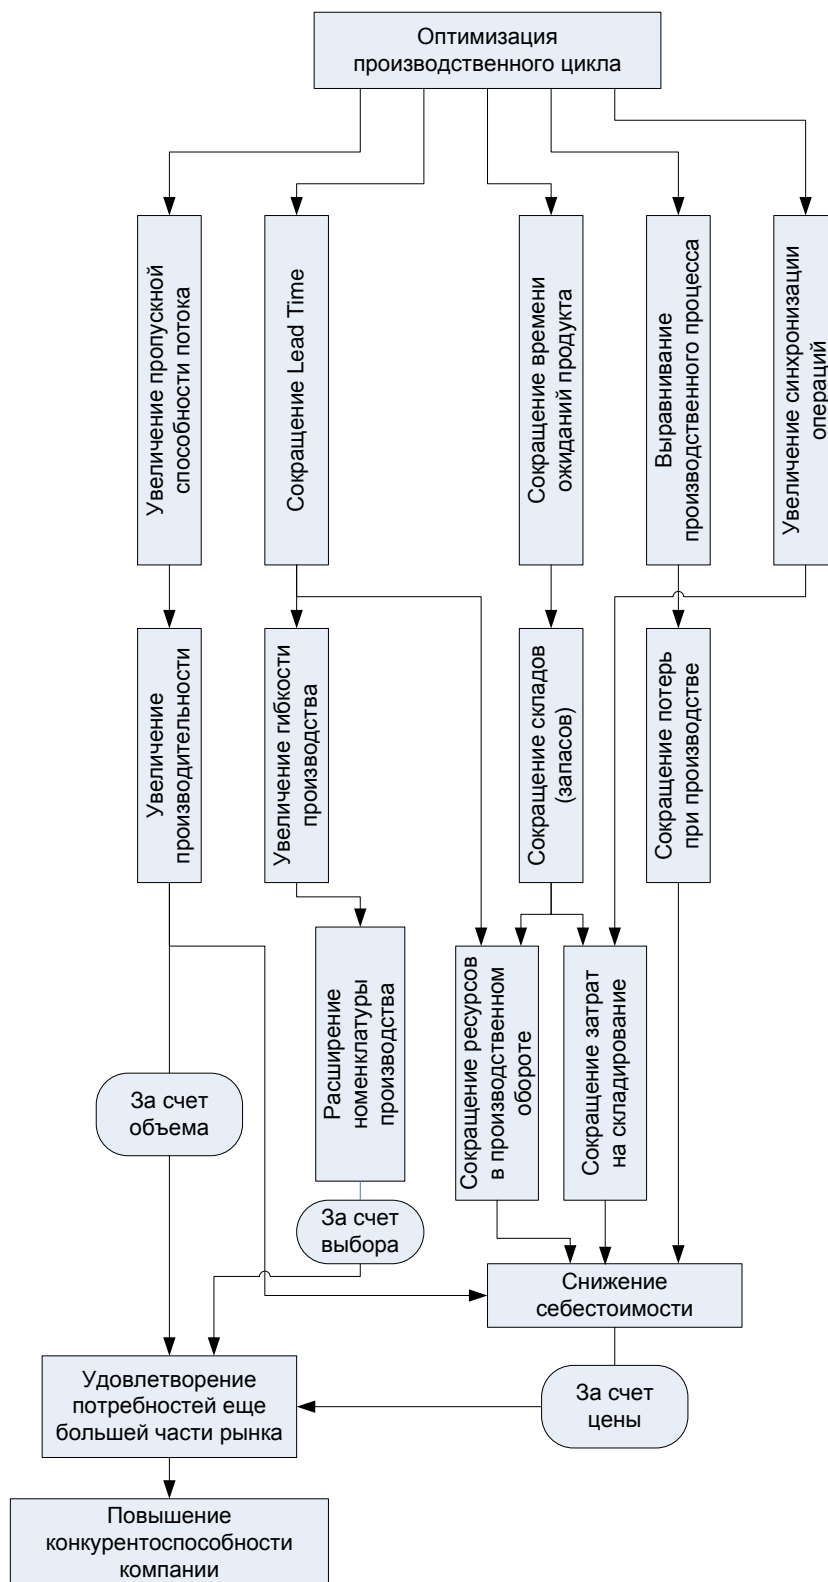 Оптимизация
производственного цикла
Увеличение пропускной
способности потока
Сокращение Lead Time
Сокращение времени
ожиданий продукта
Выравнивание
производственного процесса
Увеличение синхронизации
операций
Увеличение
производительности
Увеличение гибкости
производства
Сокращение складов
(запасов)
Сокращение потерь
при производстве
Расширение
номенклатуры
производства
Сокращение ресурсов
в производственном
обороте
Сокращение затрат
на складирование
За счет
объема
За счет
выбора
Снижение
себестоимости
Удовлетворение
потребностей еще
большей части рынка
За счет
цены
Повышение
конкурентоспособности
компании